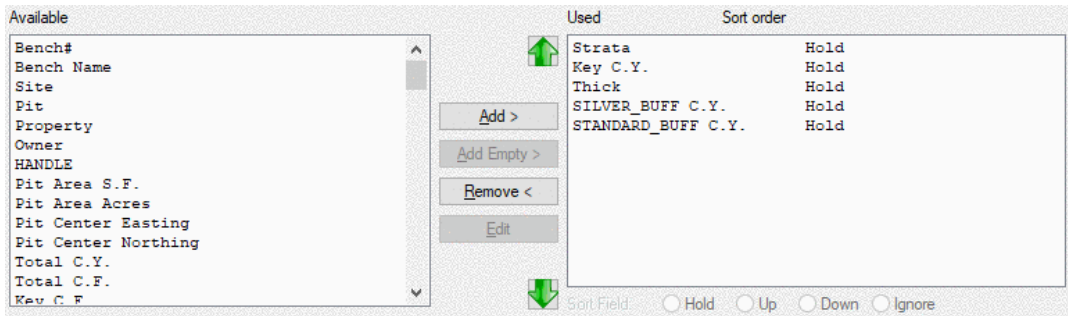 Available
Bench#
Bench Name
Site
Pit
Property
Owner
HANDLE
Pit Area S.F.
Pit Area Acres
Pit Center Easting
Pit Center Northing
Total C.Y.
Total C.F.
Key C.F.
Add >
Add Empty >
Remove <
Edit
Used Sort order
Strata Hold
Key C.Y. Hold
Thick Hold
SILVER_BUFF C.Y. Hold
STANDARD_BUFF C.Y. Hold
Sort Field: Hold Up Down Ignore